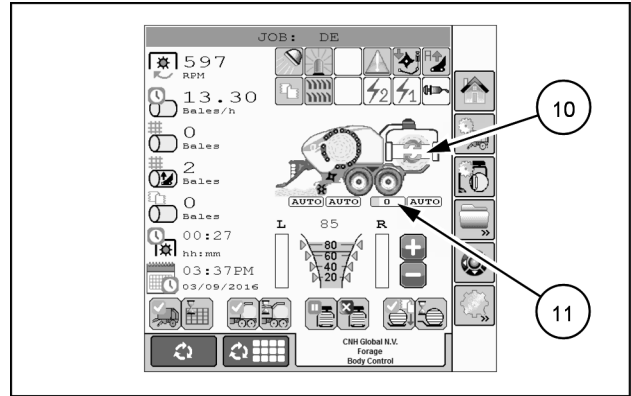 JOB: DE
597
RPM
13.30
Bales/h
0
Bales
2
Bales
0
Bales
00:27
hh:mm
03:37PM
03/09/2016
2
1
AUTO AUTO 0 AUTO
L 85 R
80
60
40
20
CNH Global N.V.
Forage
Body Control
10
11